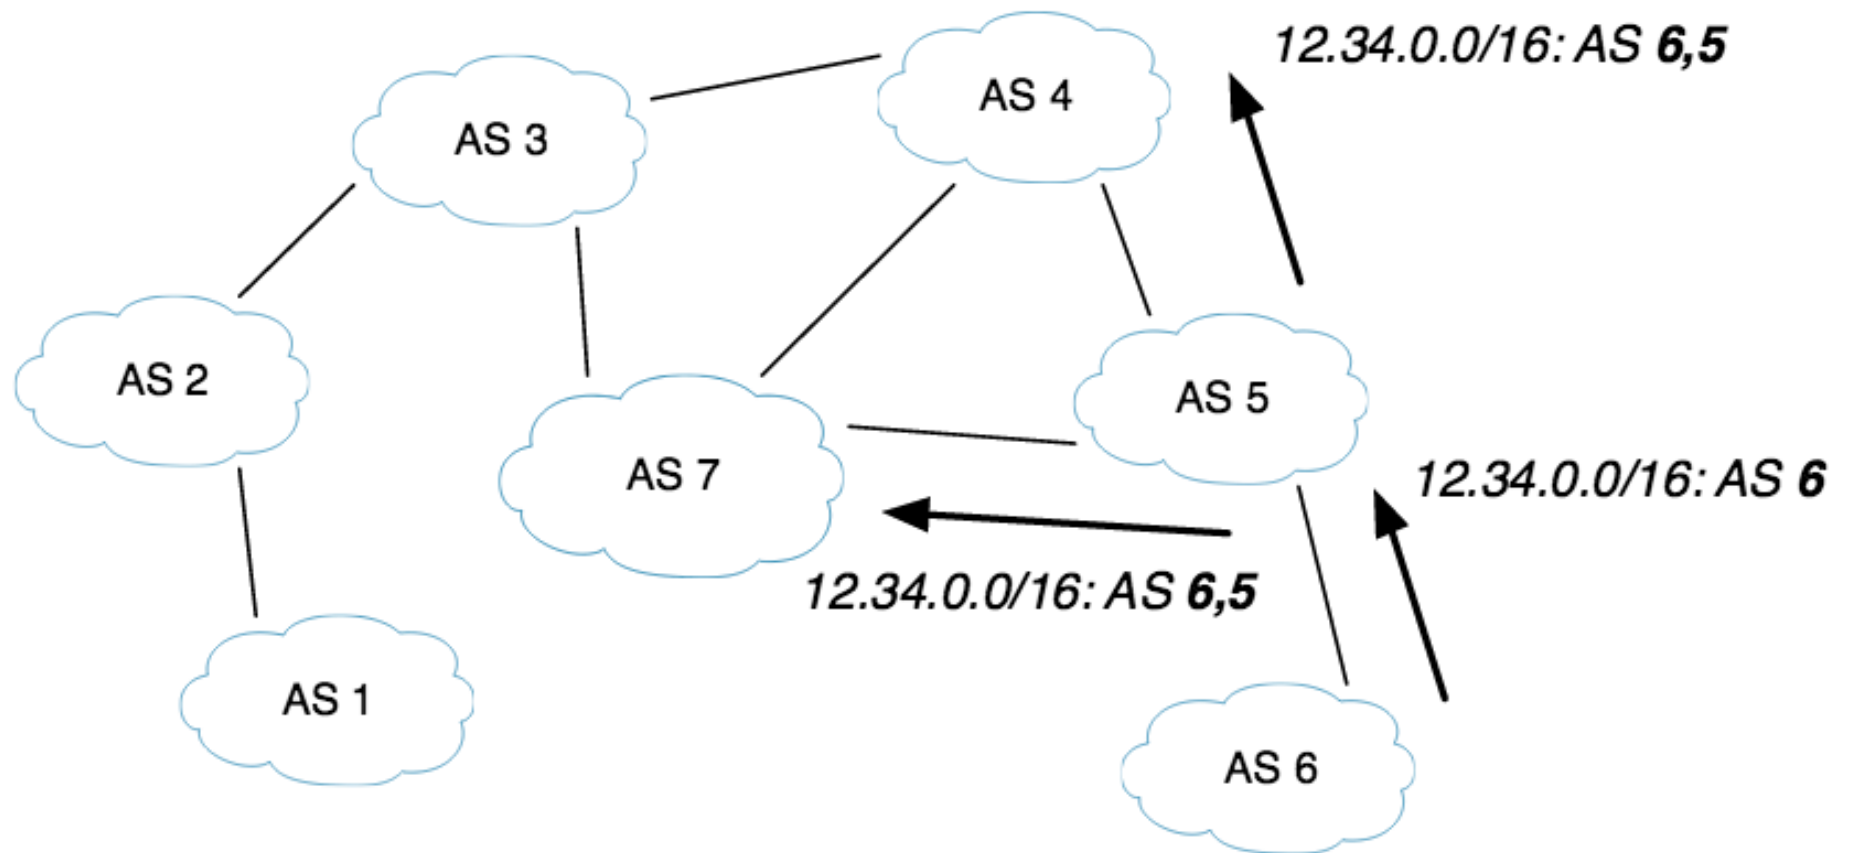 12.34.0.0/16: AS 6,5
AS 4
AS 3
AS 2
AS 5
AS 7
12.34.0.0/16: AS 6
12.34.0.0/16: AS 6,5
AS 1
AS 6